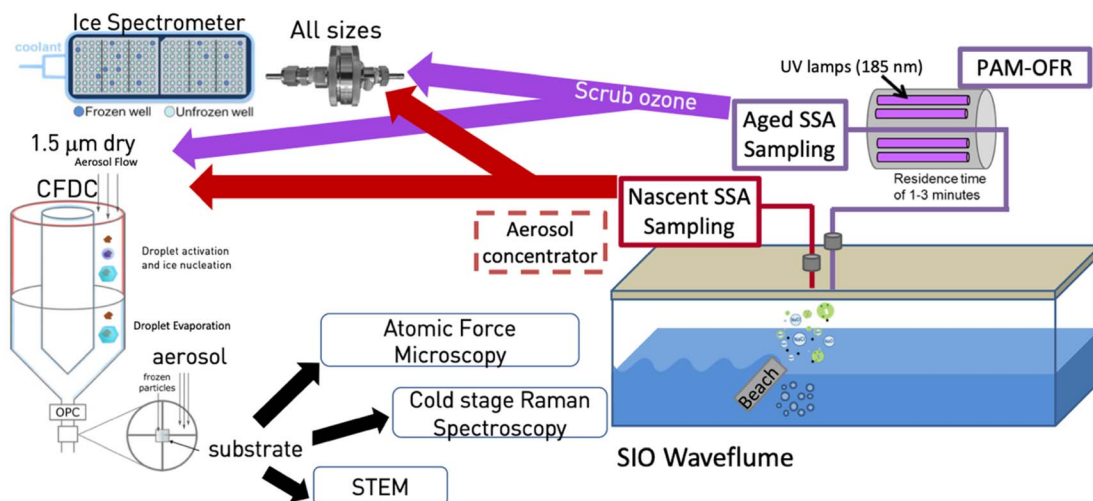 Ice Spectrometer
coolant
Frozen well
Unfrozen well
All sizes
Scrub ozone
UV lamps (185 nm)
PAM-OFR
Aged SSA
Sampling
Residence time
of 1-3 minutes
1.5 μm dry
Aerosol Flow
CFDC
Nascent SSA
Sampling
Aerosol
concentrator
Droplet activation
and ice nucleation
Droplet Evaporation
aerosol
frozen
particles
OPC
substrate
Atomic Force
Microscopy
Cold stage Raman
Spectroscopy
STEM
Beach
SIO Waveflume